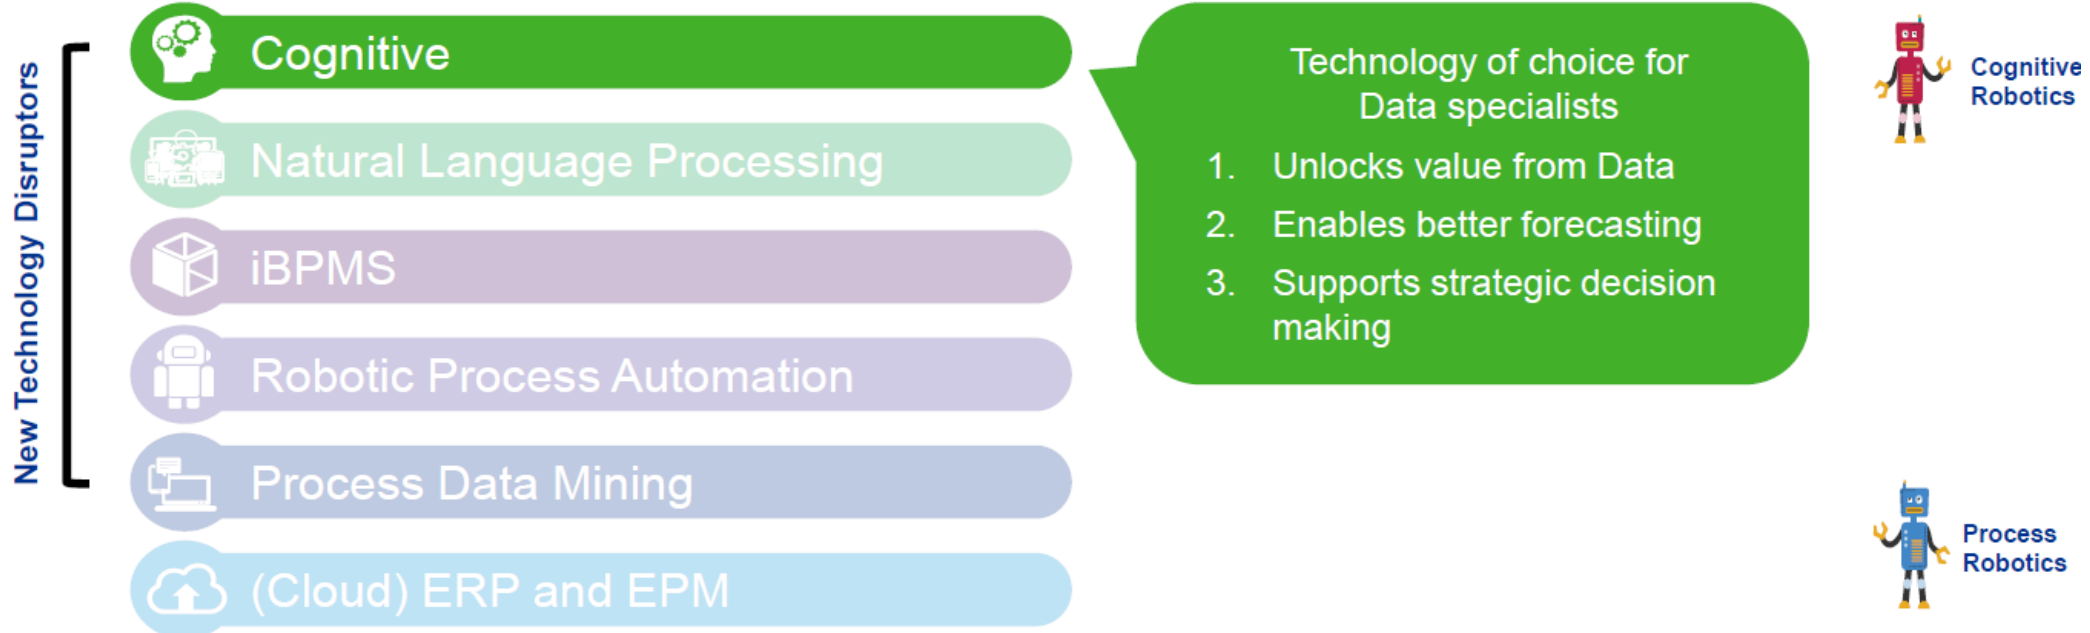 New Technology Disruptors
Cognitive
Natural Language Processing
iBPMS
Robotic Process Automation
Process Data Mining
(Cloud) ERP and EPM
Technology of choice for
Data specialists
1. Unlocks value from Data
2. Enables better forecasting
3. Supports strategic decision
making
Cognitive
Robotics
Process
Robotics